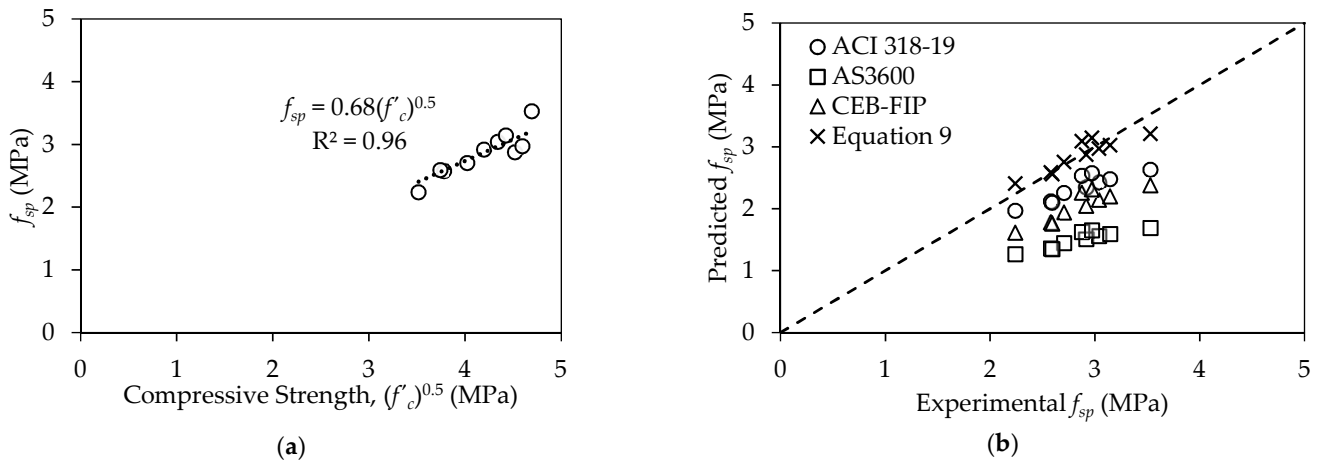 5
4
3
2
1
0
f_sp (MPa)
f_sp = 0.68(f′_c)^0.5
R² = 0.96
0 1 2 3 4 5
Compressive Strength, (f′_c)^0.5 (MPa)
(a)
5
4
3
2
1
0
Predicted f_sp (MPa)
ACI 318-19
AS3600
CEB-FIP
Equation 9
0 1 2 3 4 5
Experimental f_sp (MPa)
(b)